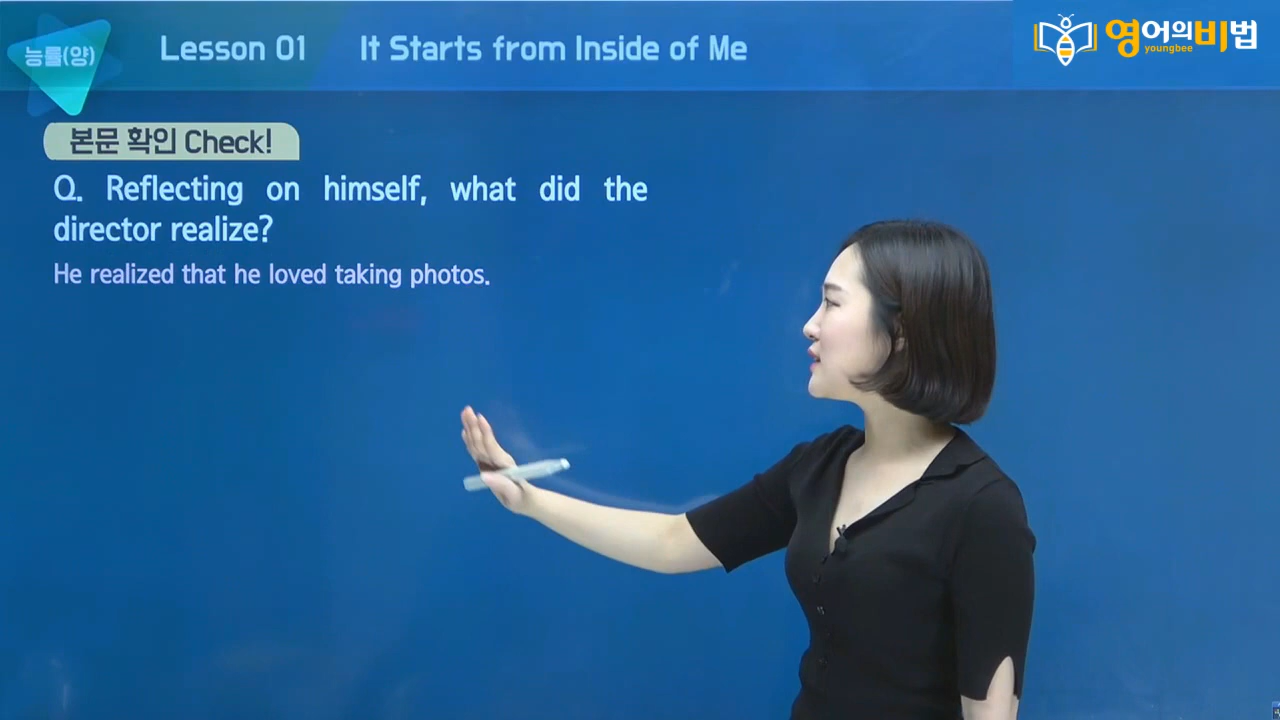 능률(양)
Lesson 01 It Starts from Inside of Me
영어의비법
youngbee
본문 확인 Check!
Q. Reflecting on himself, what did the
director realize?
He realized that he loved taking photos.